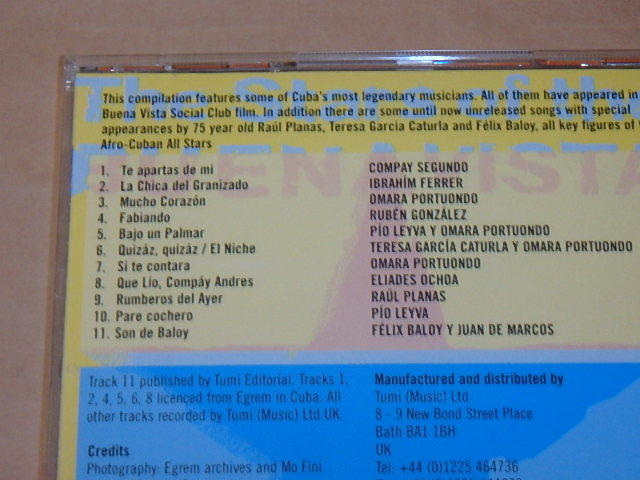 The Stars of the
BUENA VISTA
This compilation features some of Cuba's most legendary musicians. All of them have appeared in
Buena Vista Social Club film. In addition there are some until now unreleased songs with special
appearances by 75 year old Raúl Planas, Teresa García Caturla and Félix Baloy, all key figures of
Afro-Cuban All Stars
1. Te apartas de mi COMPAY SEGUNDO
2. La Chica del Granizado IBRAHÍM FERRER
3. Mucho Corazón OMARA PORTUONDO
4. Fabiando RUBÉN GONZÁLEZ
5. Bajo un Palmar PÍO LEYVA Y OMARA PORTUONDO
6. Quizáz, quizáz / El Niche TERESA GARCÍA CATURLA Y OMARA PORTUONDO
7. Si te contara OMARA PORTUONDO
8. Que Lío, Compáy Andres ELIADES OCHOA
9. Rumberos del Ayer RAÚL PLANAS
10. Pare cochero PÍO LEYVA
11. Son de Baloy FÉLIX BALOY Y JUAN DE MARCOS
Track 11 published by Tumi Editorial. Tracks 1,
2, 4, 5, 6, 8 licenced from Egrem in Cuba. All
other tracks recorded by Tumi (Music) Ltd UK.
Credits
Photography: Egrem archives and Mo Fini
Manufactured and distributed by
Tumi (Music) Ltd
8 - 9 New Bond Street Place
Bath BA1 1BH
UK
Tel: +44 (0)1225 464736